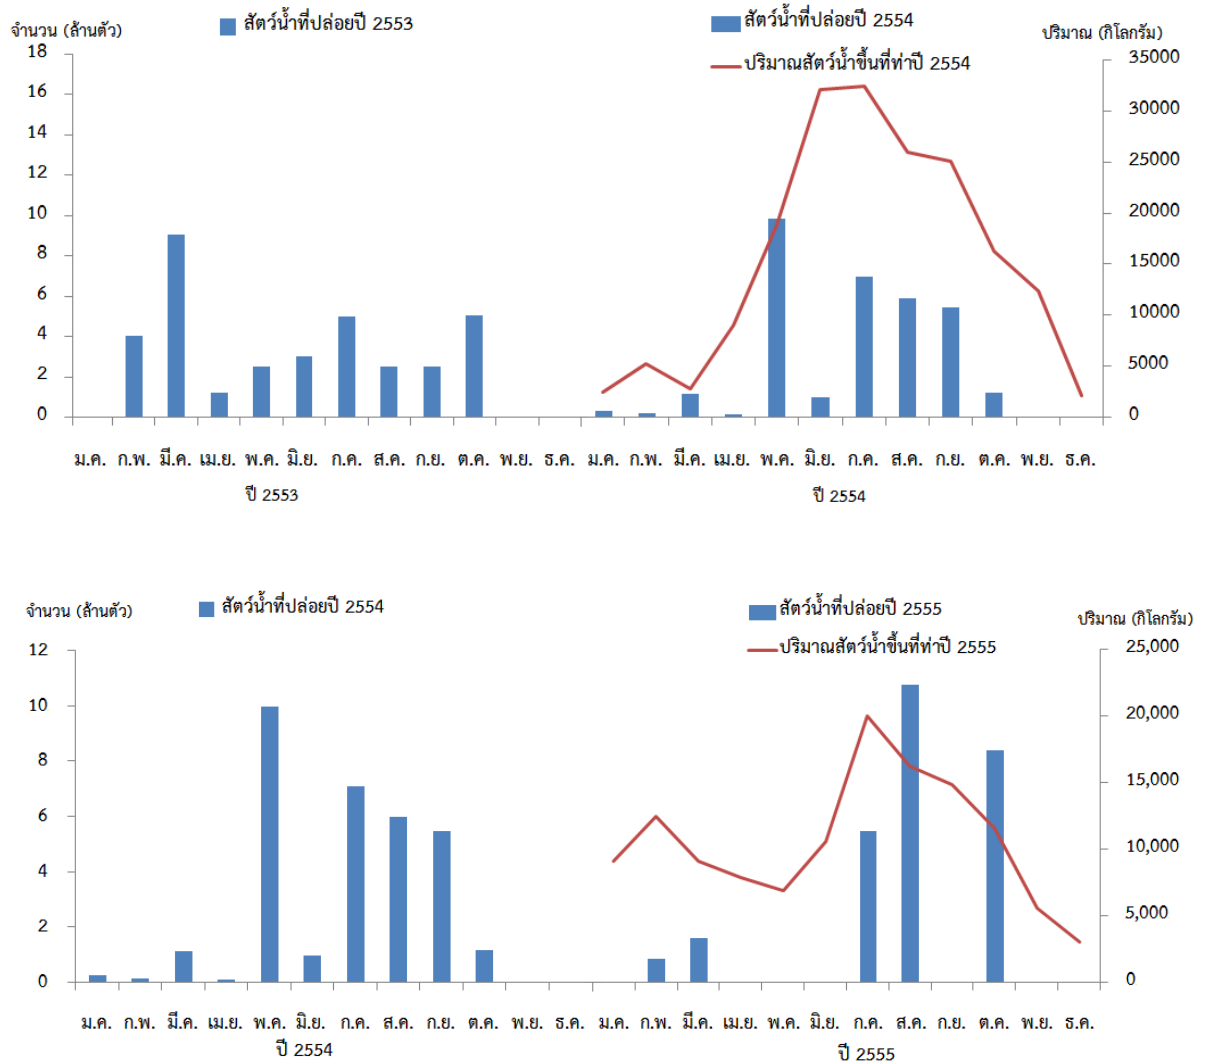 สัตว์น้ำที่ปล่อยปี 2553
สัตว์น้ำที่ปล่อยปี 2554
จำนวน (ล้านตัว)
ปริมาณ (กิโลกรัม)
ปริมาณสัตว์น้ำขึ้นที่ท่าปี 2554
18
16
14
12
10
8
6
4
2
0
35000
30000
25000
20000
15000
10000
5000
0
ม.ค. ก.พ. มี.ค. เม.ย. พ.ค. มิ.ย. ก.ค. ส.ค. ก.ย. ต.ค. พ.ย. ธ.ค. ม.ค. ก.พ. มี.ค. เม.ย. พ.ค. มิ.ย. ก.ค. ส.ค. ก.ย. ต.ค. พ.ย. ธ.ค.
ปี 2553
ปี 2554
จำนวน (ล้านตัว)
สัตว์น้ำที่ปล่อยปี 2554
สัตว์น้ำที่ปล่อยปี 2555
ปริมาณ (กิโลกรัม)
ปริมาณสัตว์น้ำขึ้นที่ท่าปี 2555
12
10
8
6
4
2
0
25,000
20,000
15,000
10,000
5,000
0
ม.ค. ก.พ. มี.ค. เม.ย. พ.ค. มิ.ย. ก.ค. ส.ค. ก.ย. ต.ค. พ.ย. ธ.ค. ม.ค. ก.พ. มี.ค. เม.ย. พ.ค. มิ.ย. ก.ค. ส.ค. ก.ย. ต.ค. พ.ย. ธ.ค.
ปี 2554
ปี 2555